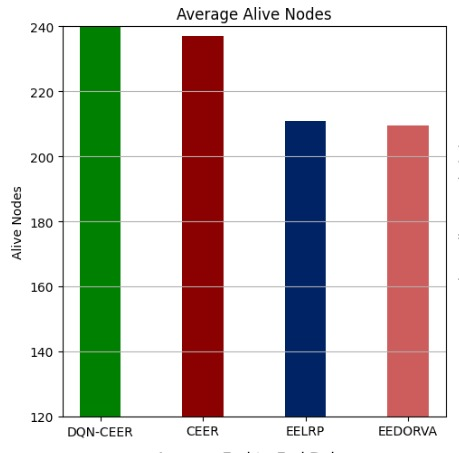 Average Alive Nodes
240
220
200
180
160
140
120
Alive Nodes
DQN-CEER
CEER
EELRP
EEDORVA